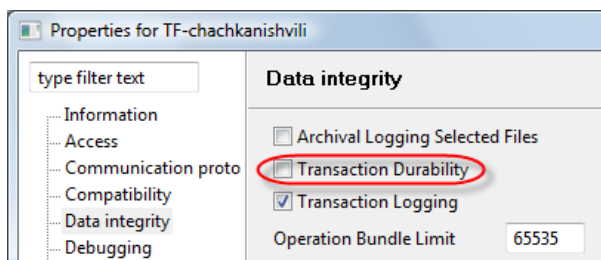 Properties for TF-chachkanishvili
type filter text
Information
Access
Communication proto
Compatibility
Data integrity
Debugging
Data integrity
Archival Logging Selected Files
Transaction Durability
Transaction Logging
Operation Bundle Limit 65535